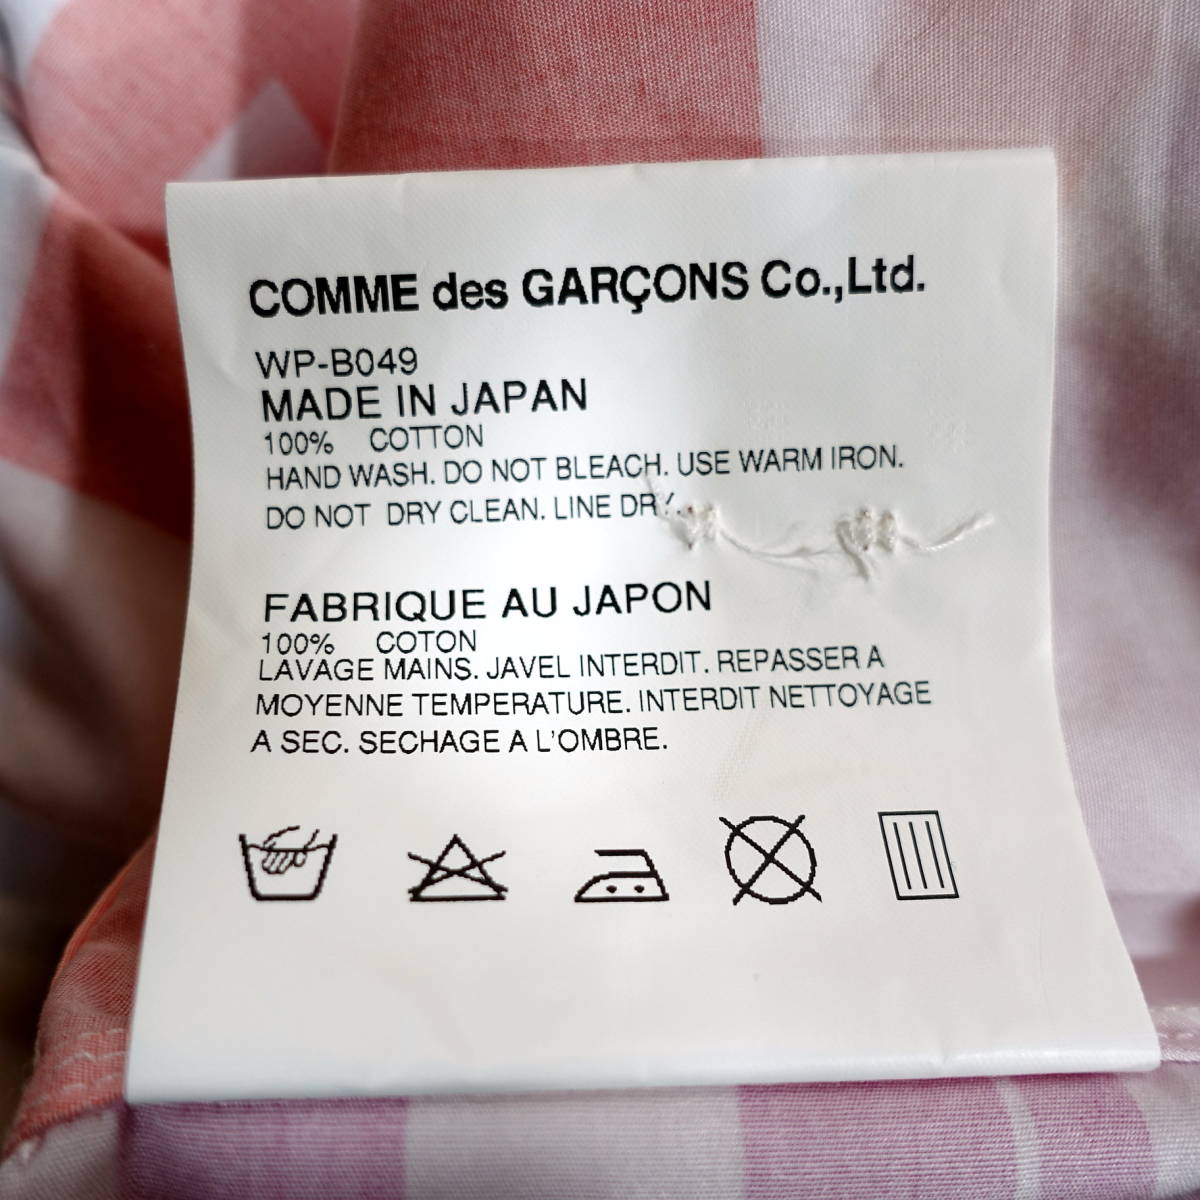 COMME des GARÇONS Co.,Ltd.
WP-B049
MADE IN JAPAN
100% COTTON
HAND WASH. DO NOT BLEACH. USE WARM IRON.
DO NOT DRY CLEAN. LINE DRY.
FABRIQUE AU JAPON
100% COTON
LAVAGE MAINS. JAVEL INTERDIT. REPASSER A
MOYENNE TEMPERATURE. INTERDIT NETTOYAGE
A SEC. SECHAGE A L'OMBRE.